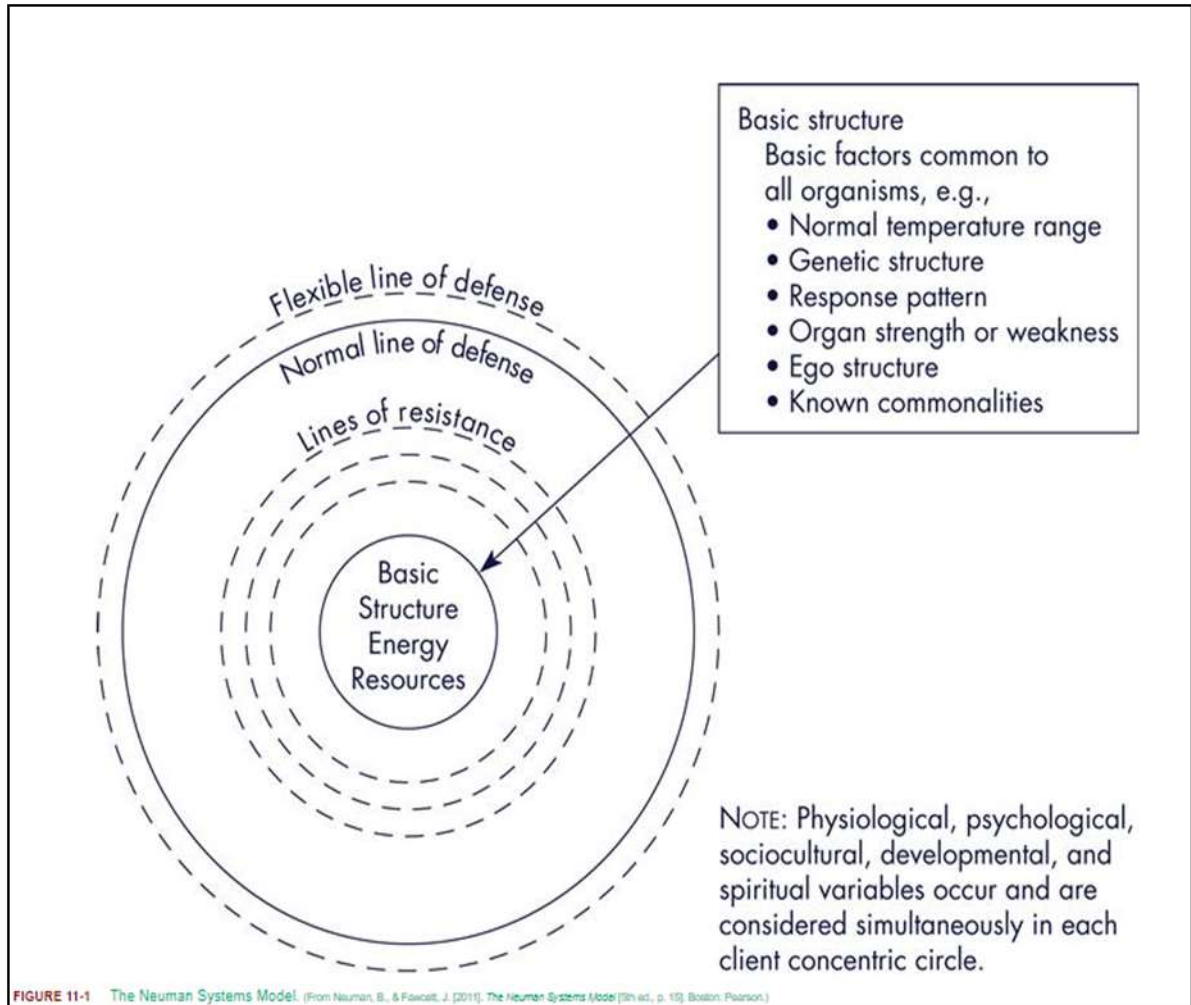 Basic structure
Basic factors common to
all organisms, e.g.,
• Normal temperature range
• Genetic structure
• Response pattern
• Organ strength or weakness
• Ego structure
• Known commonalities
Flexible line of defense
Normal line of defense
Lines of resistance
Basic
Structure
Energy
Resources
NOTE: Physiological, psychological,
sociocultural, developmental, and
spiritual variables occur and are
considered simultaneously in each
client concentric circle.
FIGURE 11-1 The Neuman Systems Model. (From Neuman, B., & Fawcett, J. [2011]. The Neuman Systems Model [5th ed., p. 15]. Boston: Pearson.)